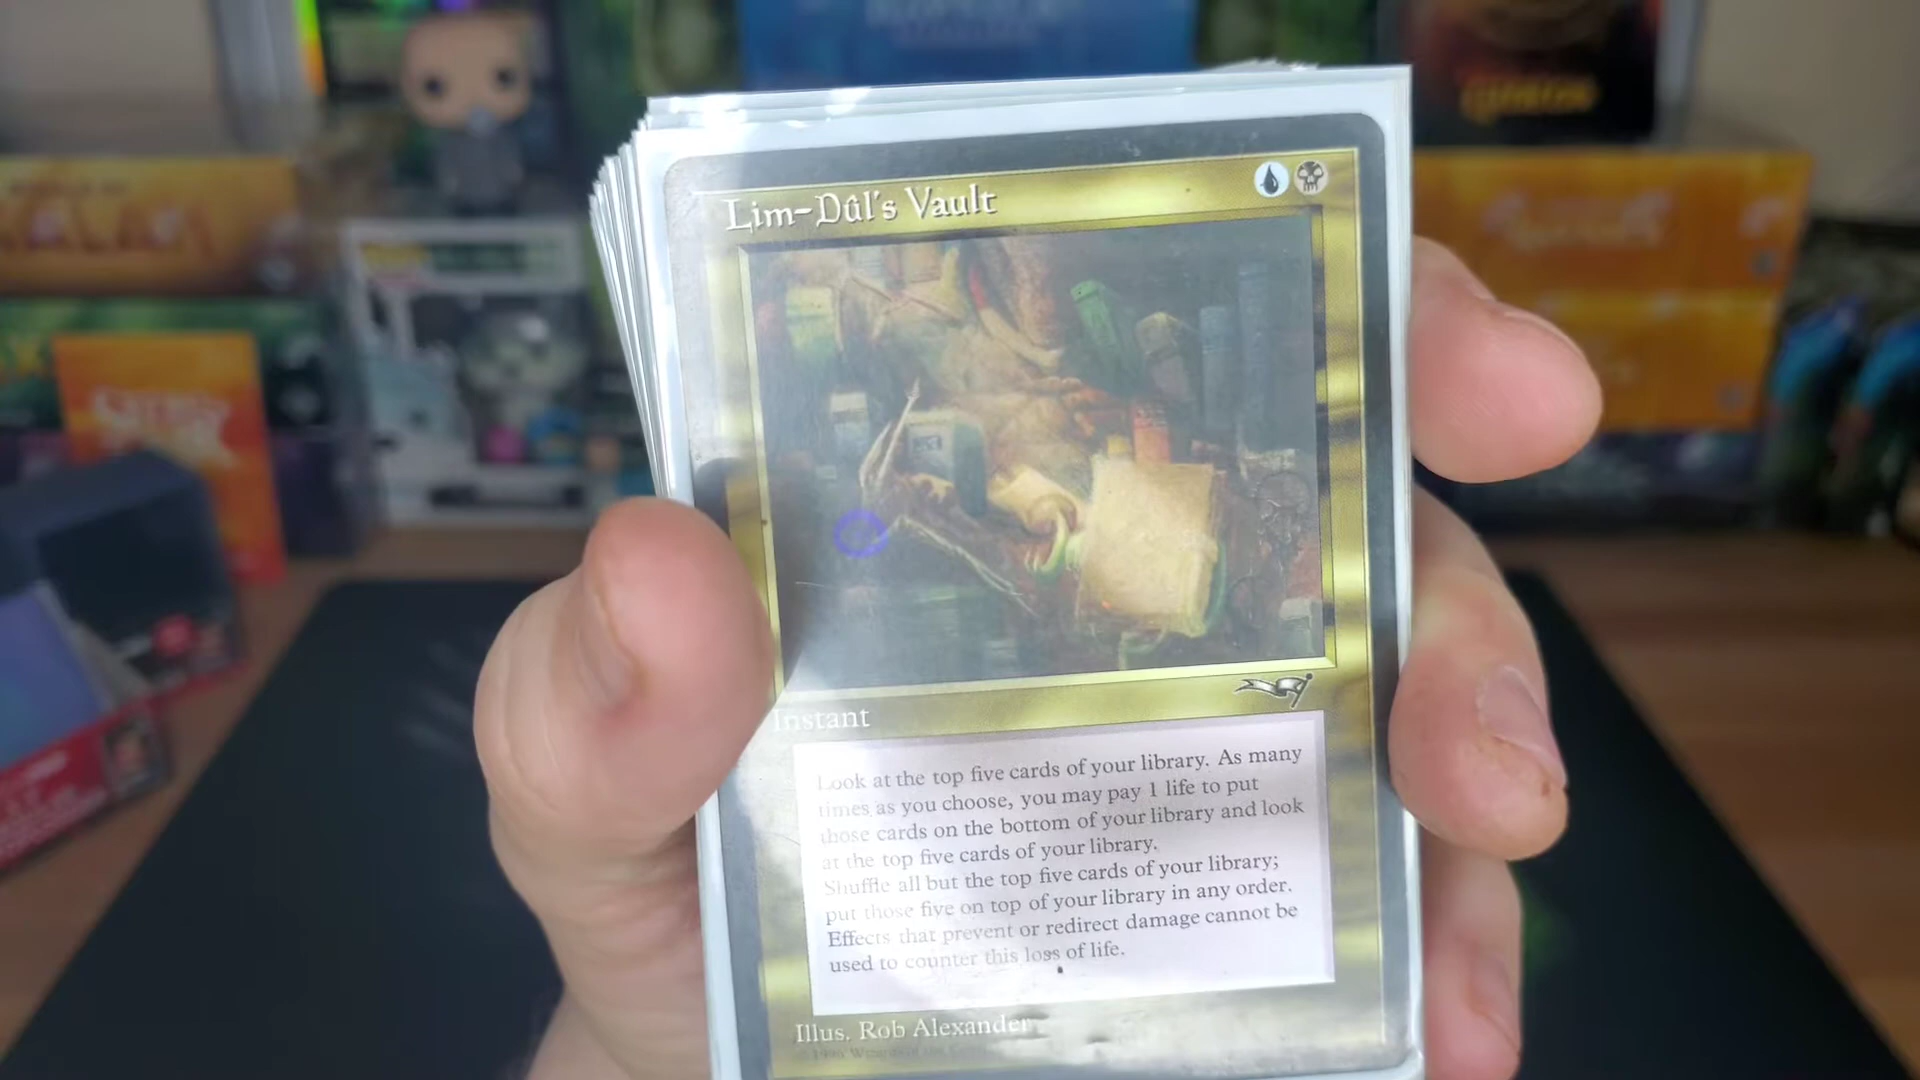 Lim-Dûl's Vault
Instant
Look at the top five cards of your library. As many
times as you choose, you may pay 1 life to put
those cards on the bottom of your library and look
at the top five cards of your library.
Shuffle all but the top five cards of your library;
put those five on top of your library in any order.
Effects that prevent or redirect damage cannot be
used to counter this loss of life.
Illus. Rob Alexander